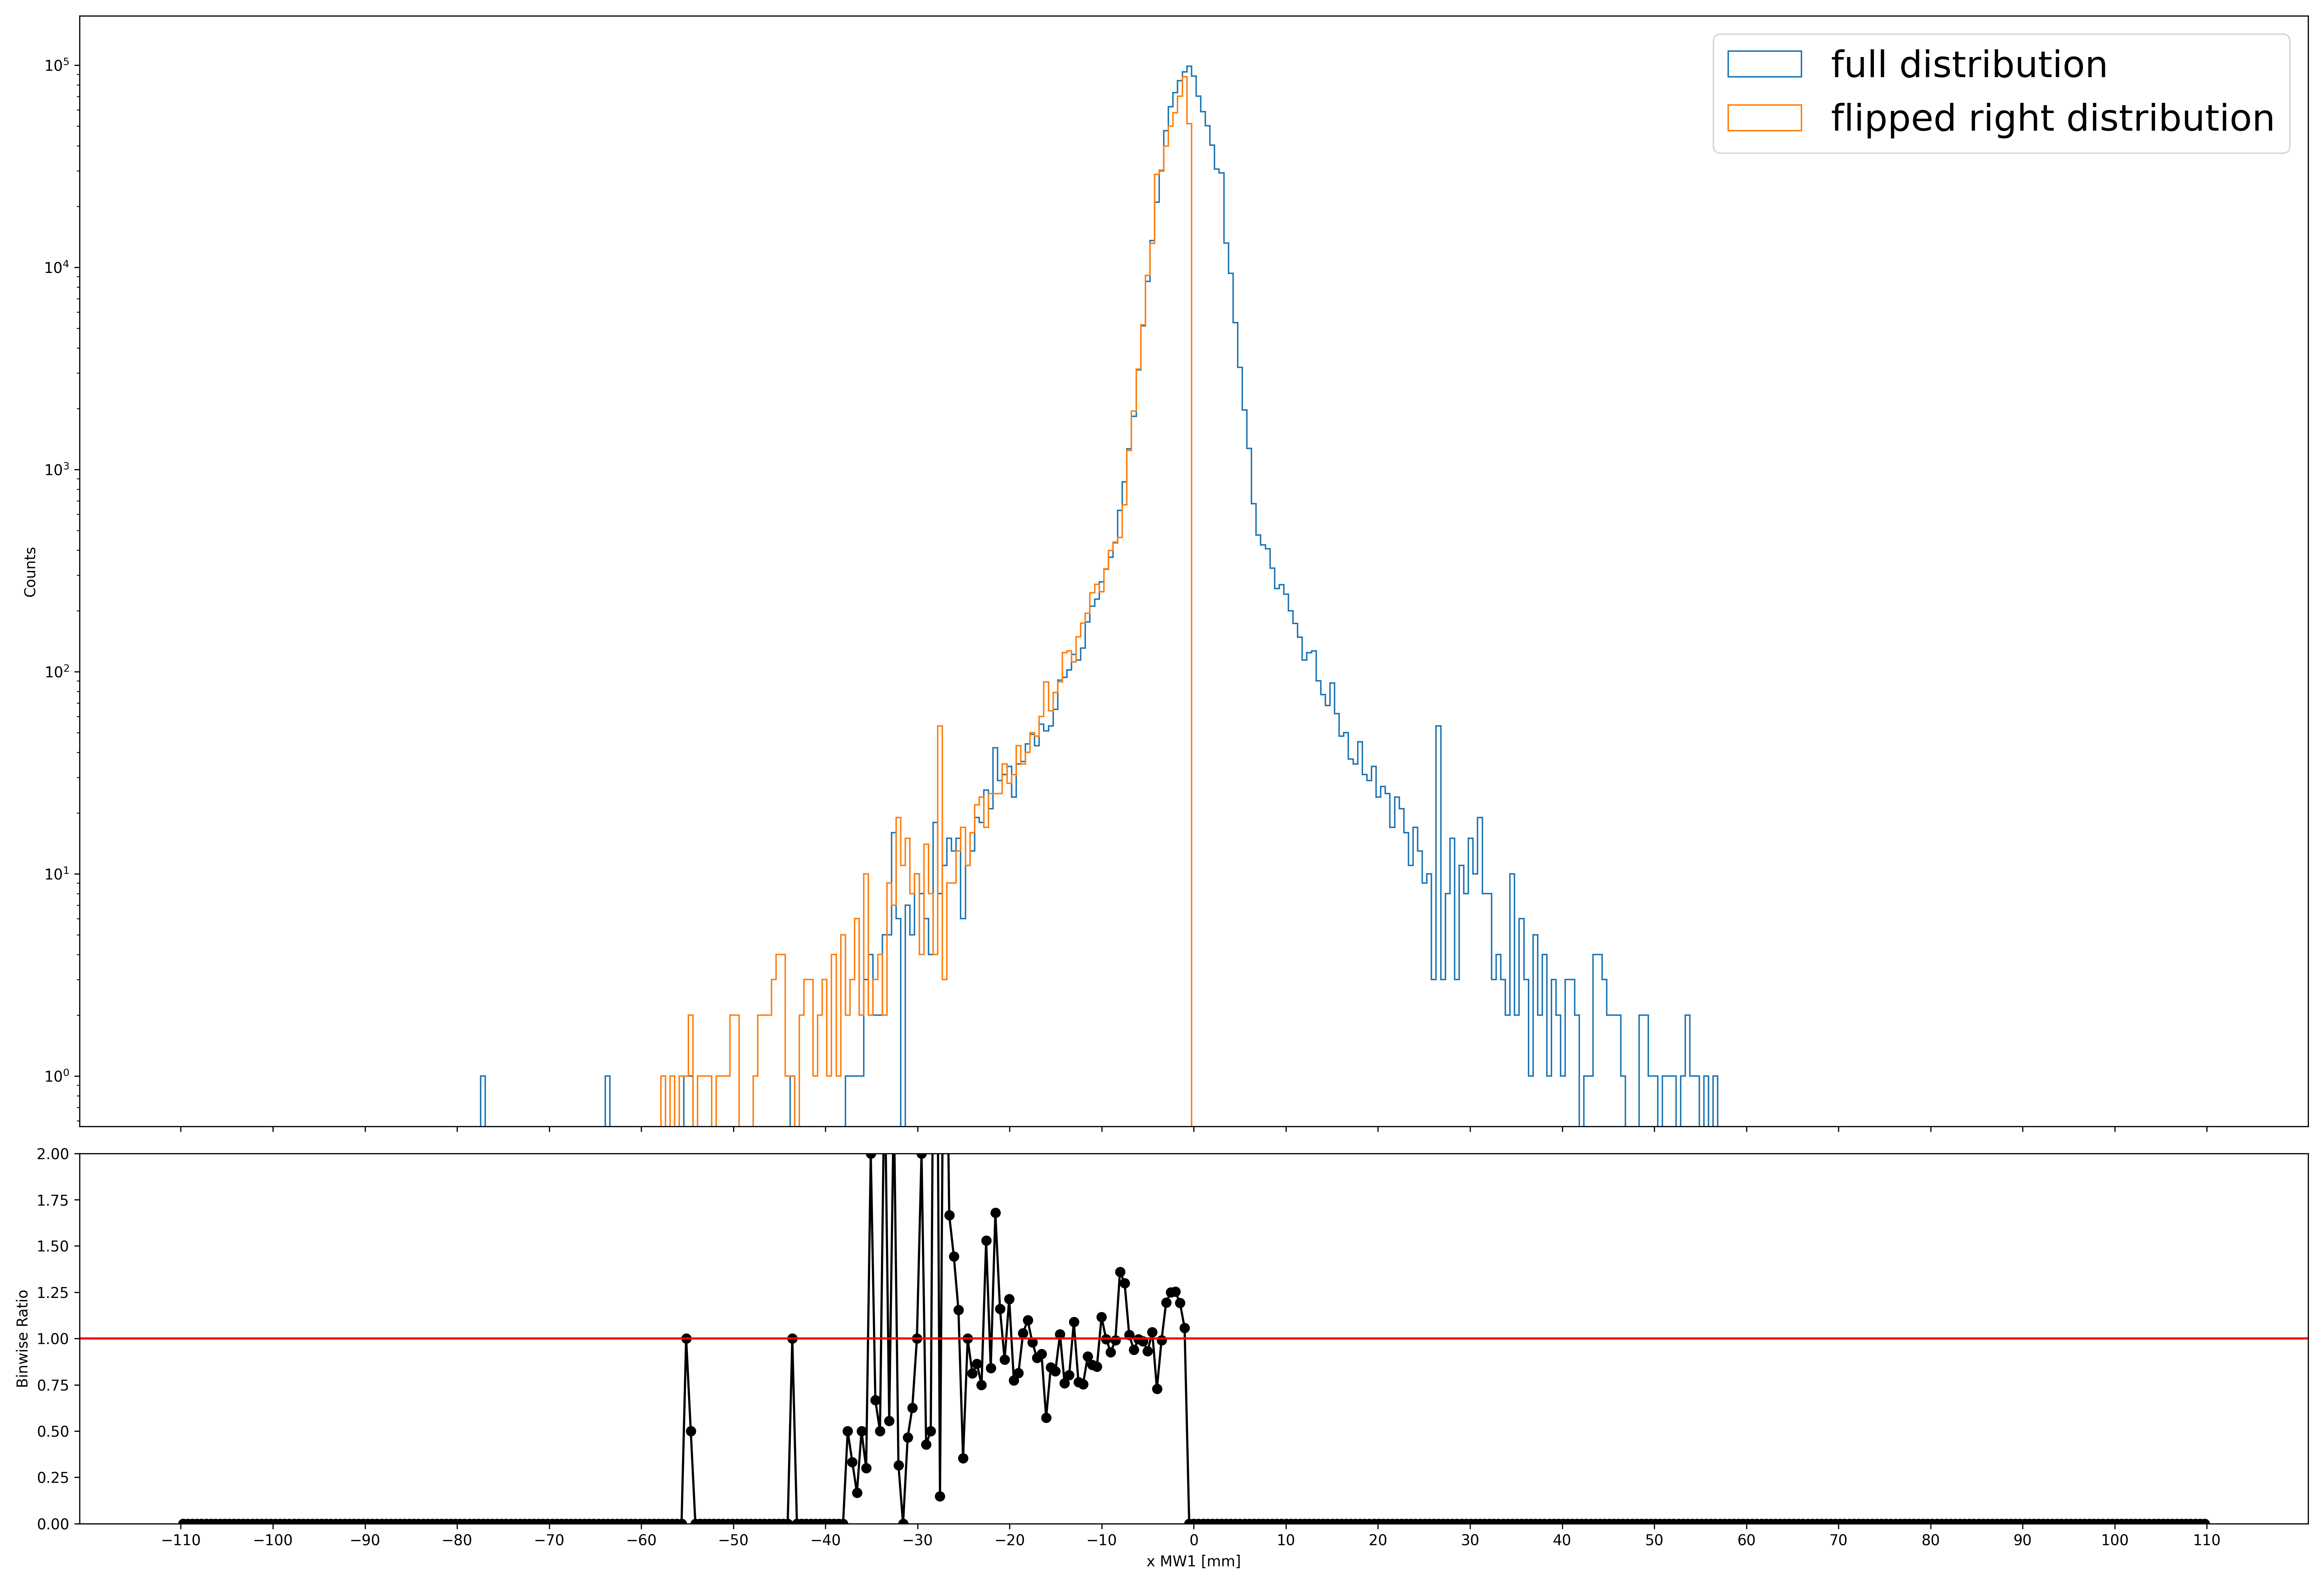 full distribution
flipped right distribution
10⁵
10⁴
10³
10²
10¹
10⁰
Counts
2.00
1.75
1.50
1.25
1.00
0.75
0.50
0.25
0.00
Binwise Ratio
−110 −100 −90 −80 −70 −60 −50 −40 −30 −20 −10 0 10 20 30 40 50 60 70 80 90 100 110
x MW1 [mm]